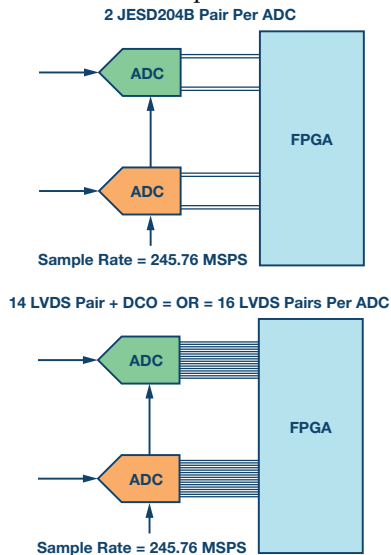 2 JESD204B Pair Per ADC
ADC
FPGA
ADC
Sample Rate = 245.76 MSPS
14 LVDS Pair + DCO = OR = 16 LVDS Pairs Per ADC
ADC
FPGA
ADC
Sample Rate = 245.76 MSPS